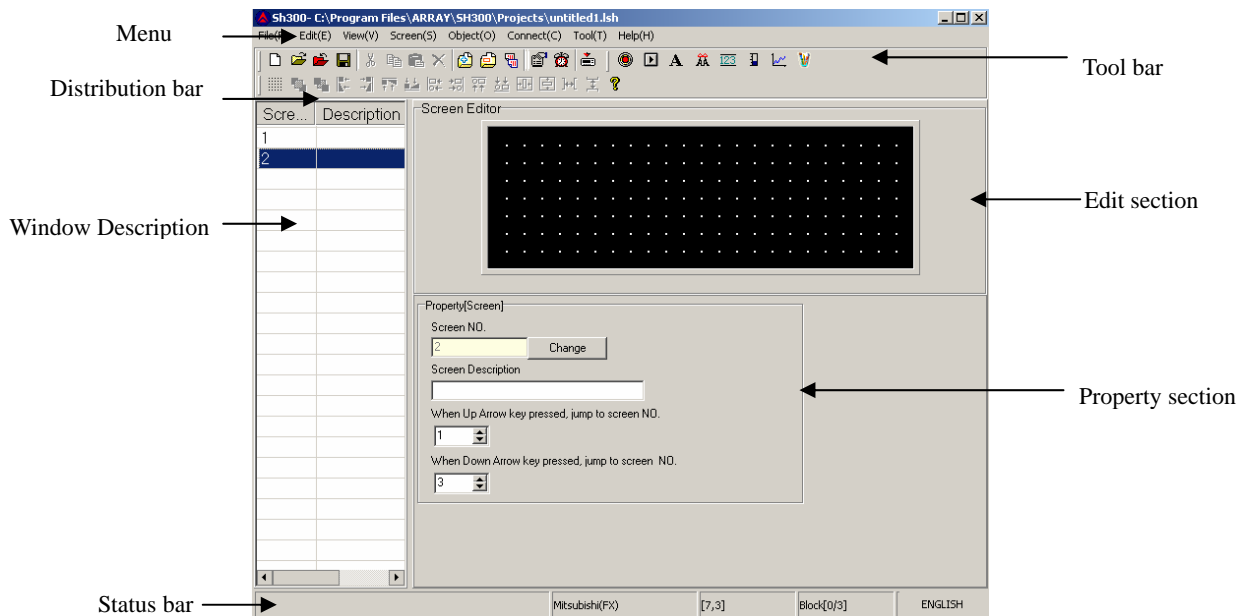 Sh300- C:\Program Files\ARRAY\SH300\Projects\untitled1.lsh
Menu
Edit(E) View(V) Screen(S) Object(O) Connect(C) Tool(T) Help(H)
A AA 123
Tool bar
Distribution bar
Scre... Description
1
2
Screen Editor
Window Description
Edit section
Property[Screen]
Screen NO.
2 Change
Screen Description
When Up Arrow key pressed, jump to screen NO.
1
When Down Arrow key pressed, jump to screen NO.
3
Property section
Status bar
Mitsubishi(FX) [7,3] Block[0/3] ENGLISH